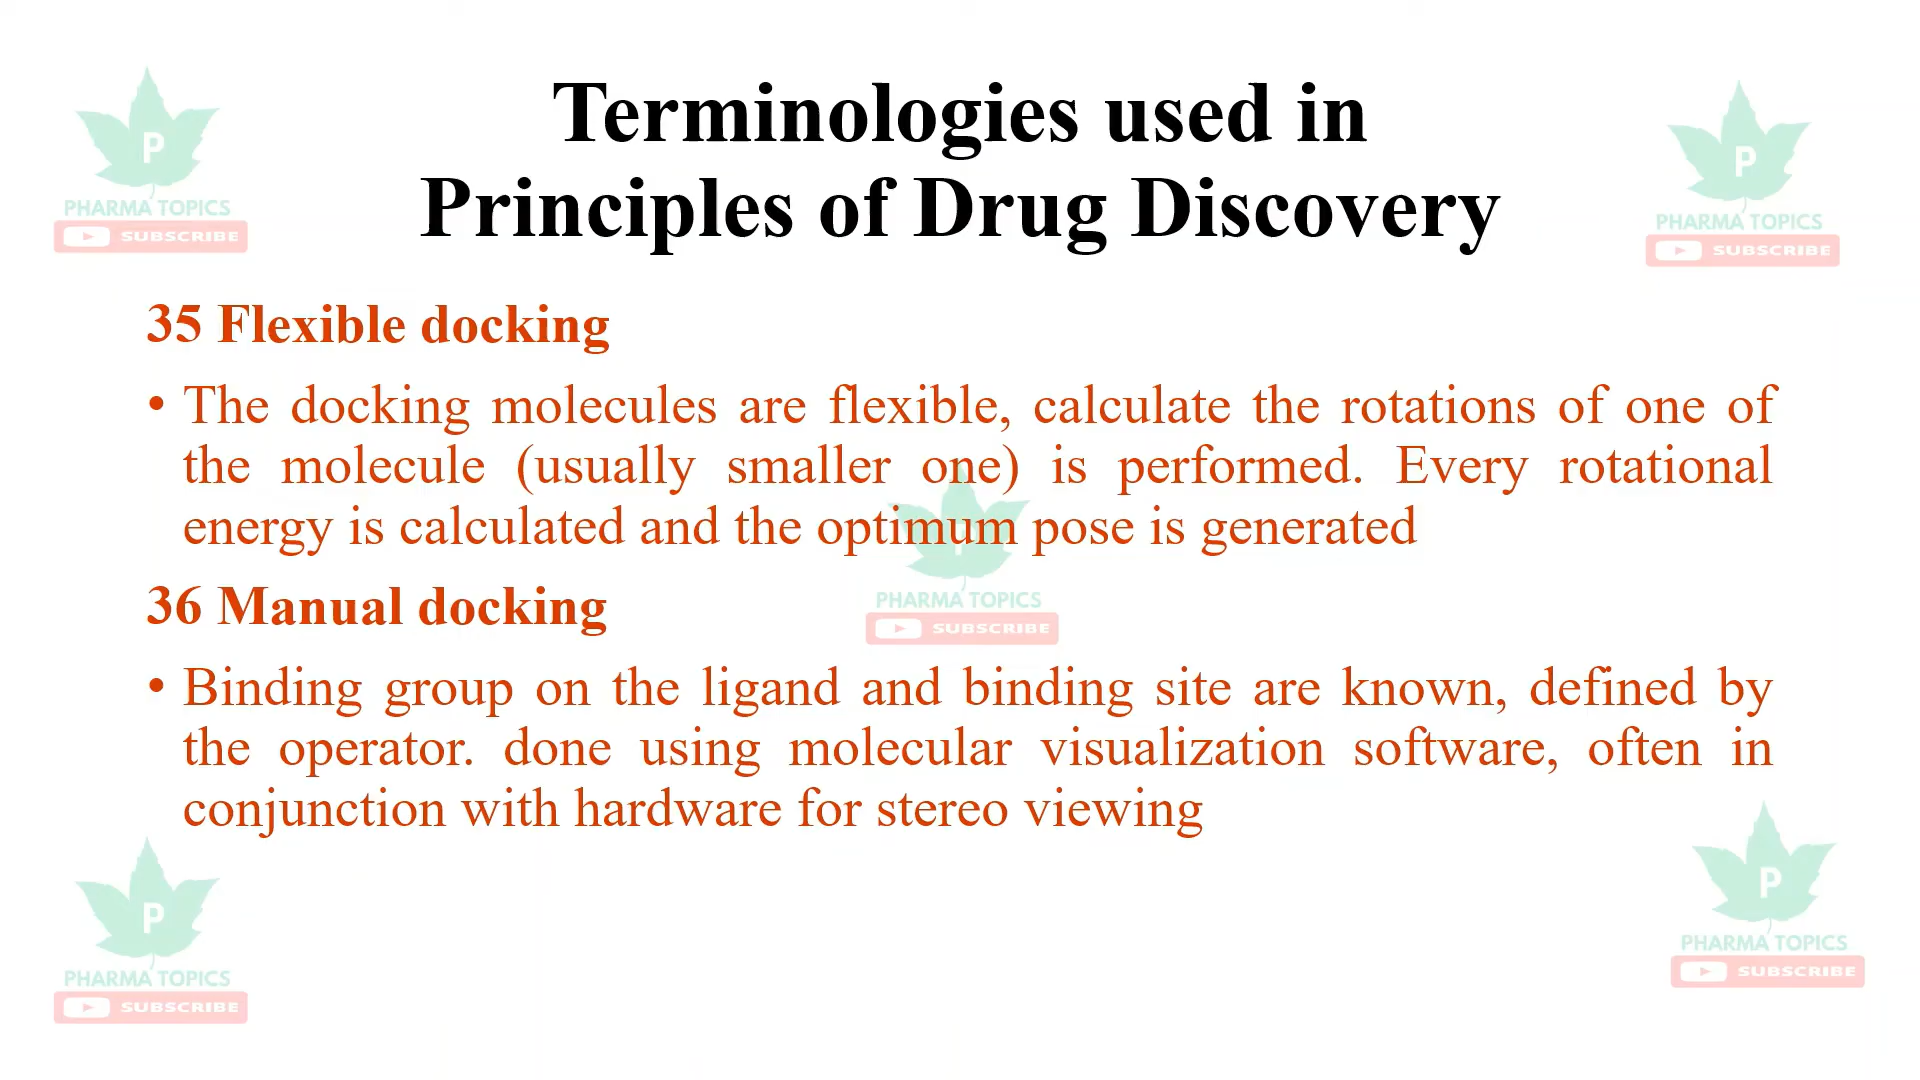 Terminologies used in
Principles of Drug Discovery
P
PHARMA TOPICS
SUBSCRIBE
P
PHARMA TOPICS
SUBSCRIBE
35 Flexible docking
• The docking molecules are flexible, calculate the rotations of one of
the molecule (usually smaller one) is performed. Every rotational
energy is calculated and the optimum pose is generated
36 Manual docking
PHARMA TOPICS
SUBSCRIBE
• Binding group on the ligand and binding site are known, defined by
the operator. done using molecular visualization software, often in
conjunction with hardware for stereo viewing
P
PHARMA TOPICS
SUBSCRIBE
P
PHARMA TOPICS
SUBSCRIBE